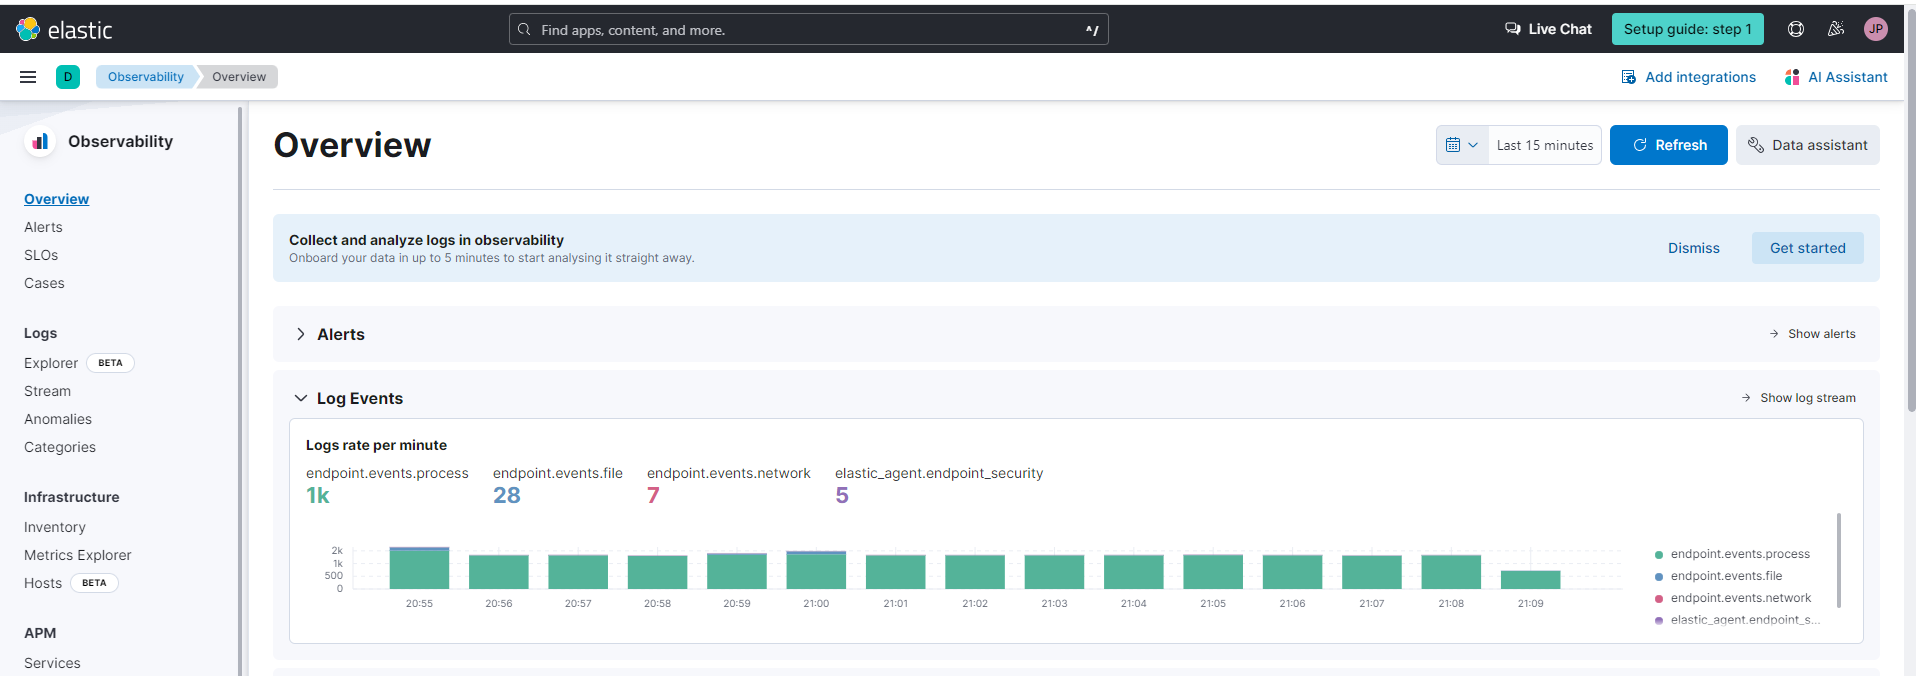 elastic
Find apps, content, and more.
^/
Live Chat
Setup guide: step 1
JP
D
Observability
Overview
Add integrations
AI Assistant
Observability
Overview
Alerts
SLOs
Cases
Logs
Explorer BETA
Stream
Anomalies
Categories
Infrastructure
Inventory
Metrics Explorer
Hosts BETA
APM
Services
Overview
Last 15 minutes
Refresh
Data assistant
Collect and analyze logs in observability
Onboard your data in up to 5 minutes to start analysing it straight away.
Dismiss
Get started
Alerts
Show alerts
Log Events
Show log stream
Logs rate per minute
endpoint.events.process
1k
endpoint.events.file
28
endpoint.events.network
7
elastic_agent.endpoint_security
5
2k
1k
500
0
20:55 20:56 20:57 20:58 20:59 21:00 21:01 21:02 21:03 21:04 21:05 21:06 21:07 21:08 21:09
endpoint.events.process
endpoint.events.file
endpoint.events.network
elastic_agent.endpoint_s...